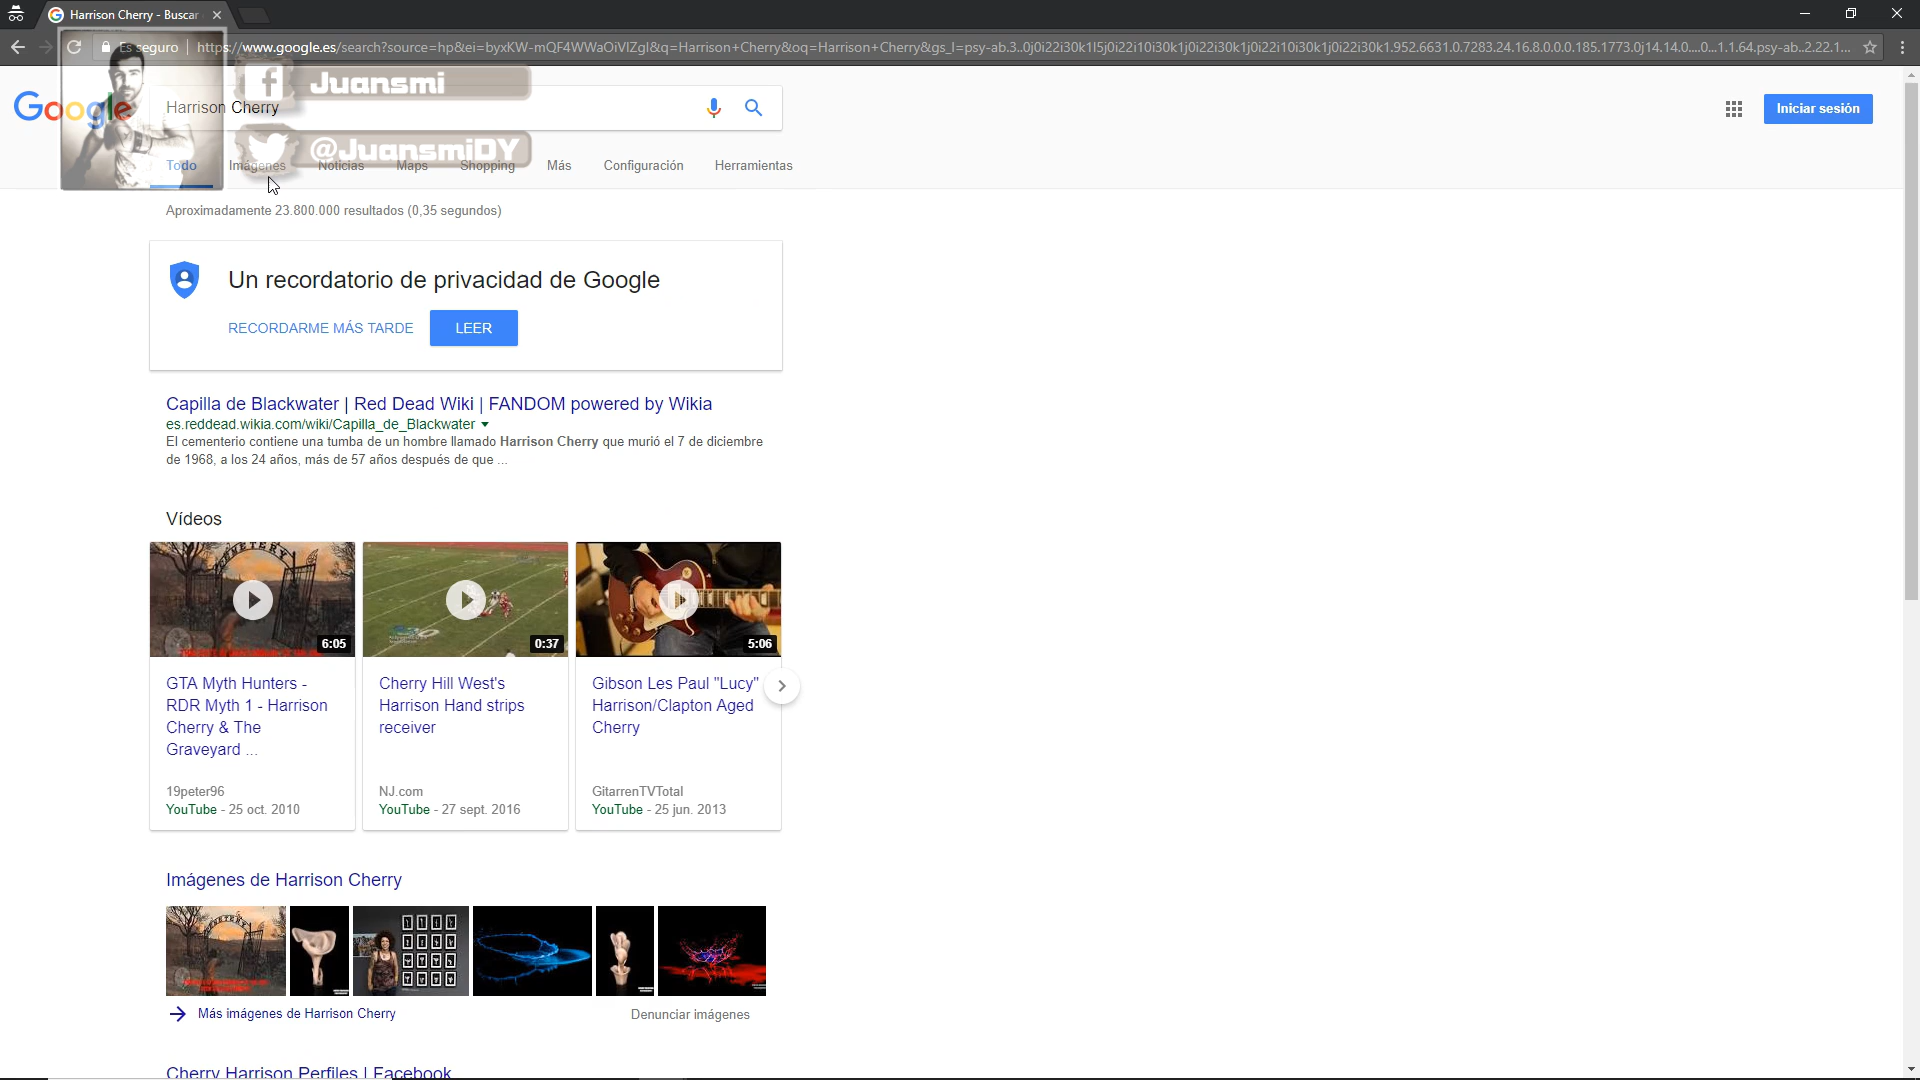 Harrison Cherry - Buscar
Es seguro
https://www.google.es/search?source=hp&ei=byxKW-mQF4WWaOiVlZgI&q=Harrison+Cherry&oq=Harrison+Cherry&gs_l=psy-ab.3..0j0i22i30k1l5j0i22i10i30k1j0i22i30k1j0i22i10i30k1j0i22i30k1.952.6631.0.7283.24.16.8.0.0.0.185.1773.0j14.14.0....0...1.1.64.psy-ab..2.22.1...
Juansmi
Google
Harrison Cherry
Iniciar sesión
@JuansmiDY
Todo
Imágenes
Noticias
Maps
Shopping
Más
Configuración
Herramientas
Aproximadamente 23.800.000 resultados (0,35 segundos)
Un recordatorio de privacidad de Google
RECORDARME MÁS TARDE
LEER
Capilla de Blackwater | Red Dead Wiki | FANDOM powered by Wikia
es.reddead.wikia.com/wiki/Capilla_de_Blackwater
El cementerio contiene una tumba de un hombre llamado Harrison Cherry que murió el 7 de diciembre
de 1968, a los 24 años, más de 57 años después de que ...
Vídeos
CEMETERY
6:05
0:37
5:06
GTA Myth Hunters -
RDR Myth 1 - Harrison
Cherry & The
Graveyard ...
19peter96
YouTube - 25 oct. 2010
Cherry Hill West's
Harrison Hand strips
receiver
NJ.com
YouTube - 27 sept. 2016
Gibson Les Paul "Lucy"
Harrison/Clapton Aged
Cherry
GitarrenTVTotal
YouTube - 25 jun. 2013
Imágenes de Harrison Cherry
CEMETERY
Más imágenes de Harrison Cherry
Denunciar imágenes
Cherry Harrison Perfiles | Facebook